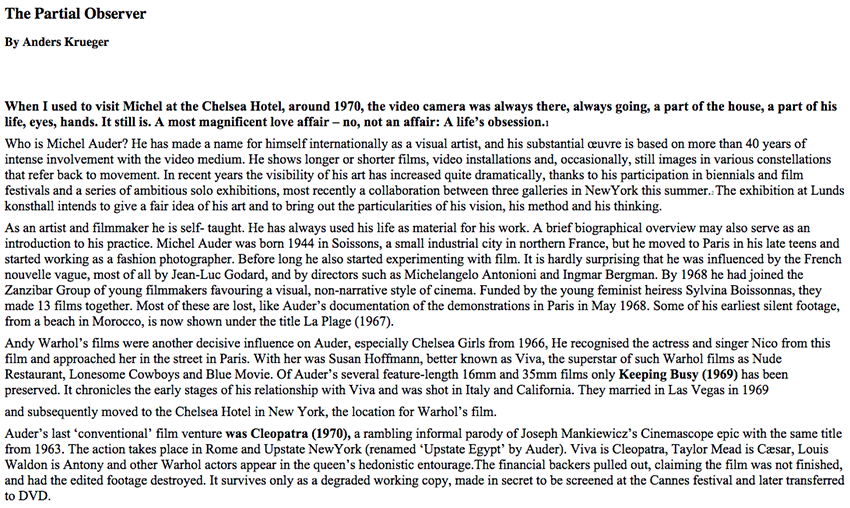 The Partial Observer
By Anders Krueger
When I used to visit Michel at the Chelsea Hotel, around 1970, the video camera was always there, always going, a part of the house, a part of his
life, eyes, hands. It still is. A most magnificent love affair – no, not an affair: A life’s obsession.1
Who is Michel Auder? He has made a name for himself internationally as a visual artist, and his substantial œuvre is based on more than 40 years of
intense involvement with the video medium. He shows longer or shorter films, video installations and, occasionally, still images in various constellations
that refer back to movement. In recent years the visibility of his art has increased quite dramatically, thanks to his participation in biennials and film
festivals and a series of ambitious solo exhibitions, most recently a collaboration between three galleries in NewYork this summer. The exhibition at Lunds
konsthall intends to give a fair idea of his art and to bring out the particularities of his vision, his method and his thinking.
As an artist and filmmaker he is self- taught. He has always used his life as material for his work. A brief biographical overview may also serve as an
introduction to his practice. Michel Auder was born 1944 in Soissons, a small industrial city in northern France, but he moved to Paris in his late teens and
started working as a fashion photographer. Before long he also started experimenting with film. It is hardly surprising that he was influenced by the French
nouvelle vague, most of all by Jean-Luc Godard, and by directors such as Michelangelo Antonioni and Ingmar Bergman. By 1968 he had joined the
Zanzibar Group of young filmmakers favouring a visual, non-narrative style of cinema. Funded by the young feminist heiress Sylvina Boissonnas, they
made 13 films together. Most of these are lost, like Auder’s documentation of the demonstrations in Paris in May 1968. Some of his earliest silent footage,
from a beach in Morocco, is now shown under the title La Plage (1967).
Andy Warhol’s films were another decisive influence on Auder, especially Chelsea Girls from 1966, He recognised the actress and singer Nico from this
film and approached her in the street in Paris. With her was Susan Hoffmann, better known as Viva, the superstar of such Warhol films as Nude
Restaurant, Lonesome Cowboys and Blue Movie. Of Auder’s several feature-length 16mm and 35mm films only Keeping Busy (1969) has been
preserved. It chronicles the early stages of his relationship with Viva and was shot in Italy and California. They married in Las Vegas in 1969
and subsequently moved to the Chelsea Hotel in New York, the location for Warhol’s film.
Auder’s last ‘conventional’ film venture was Cleopatra (1970), a rambling informal parody of Joseph Mankiewicz’s Cinemascope epic with the same title
from 1963. The action takes place in Rome and Upstate NewYork (renamed ‘Upstate Egypt’ by Auder). Viva is Cleopatra, Taylor Mead is Cæsar, Louis
Waldon is Antony and other Warhol actors appear in the queen’s hedonistic entourage.The financial backers pulled out, claiming the film was not finished,
and had the edited footage destroyed. It survives only as a degraded working copy, made in secret to be screened at the Cannes festival and later transferred
to DVD.